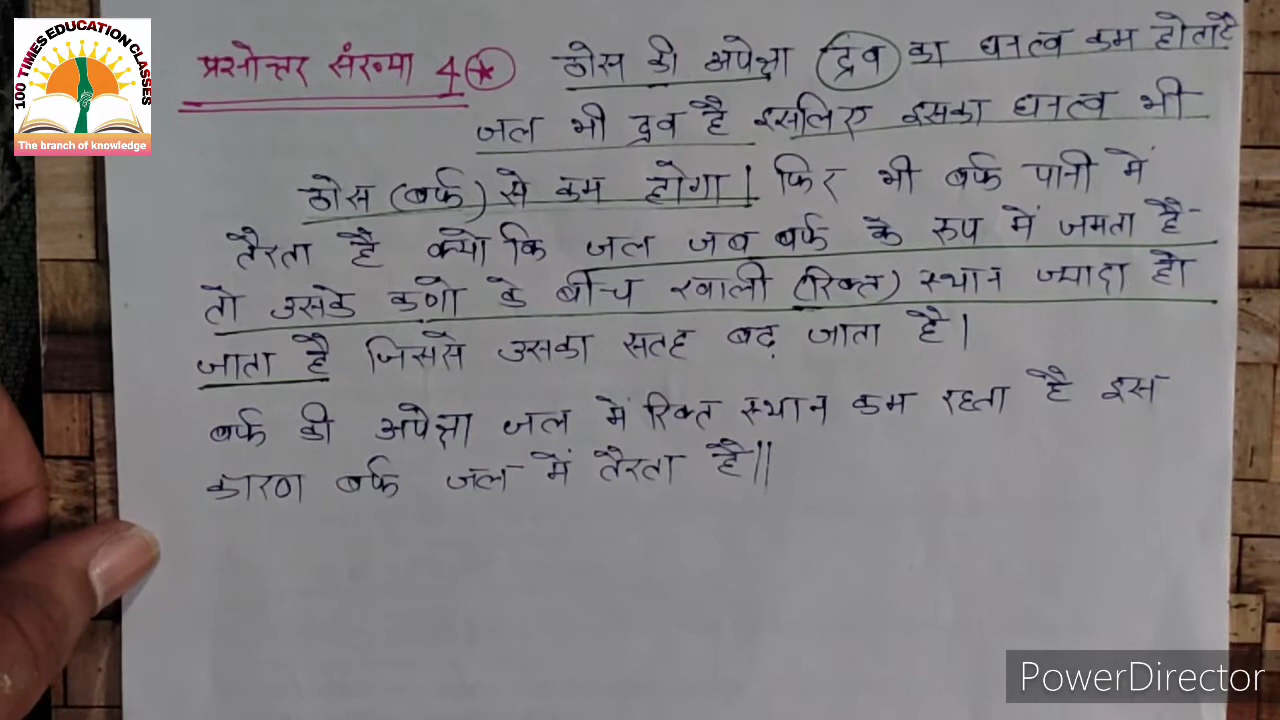 100 TIMES EDUCATION CLASSES
The branch of knowledge
प्रश्नोत्तर संख्या 4 ठोस की अपेक्षा द्रव का घनत्व कम होता है
जल भी द्रव है इसलिए इसका घनत्व भी
ठोस (बर्फ) से कम होगा। फिर भी बर्फ पानी में
तैरता है क्यो कि जल जब बर्फ के रुप में जमता है-
तो उसके कणो के बीच खाली (रिक्त) स्थान ज्यादा हो
जाता है जिससे उसका सतह बढ़ जाता है।
बर्फ की अपेक्षा जल में रिक्त स्थान कम रहता है इस
कारण बर्फ जल में तैरता है॥
PowerDirector